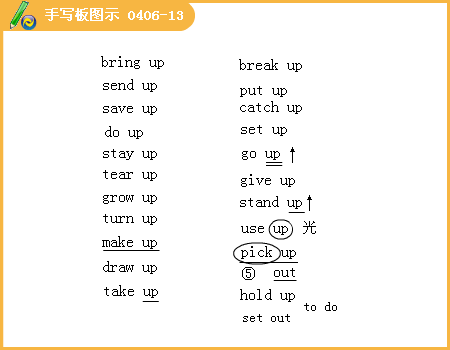 手写板图示 0406-13
bring up
send up
save up
do up
stay up
tear up
grow up
turn up
make up
draw up
take up
break up
put up
catch up
set up
go up ↑
give up
stand up ↑
use up 光
pick up
⑤ out
hold up
set out to do